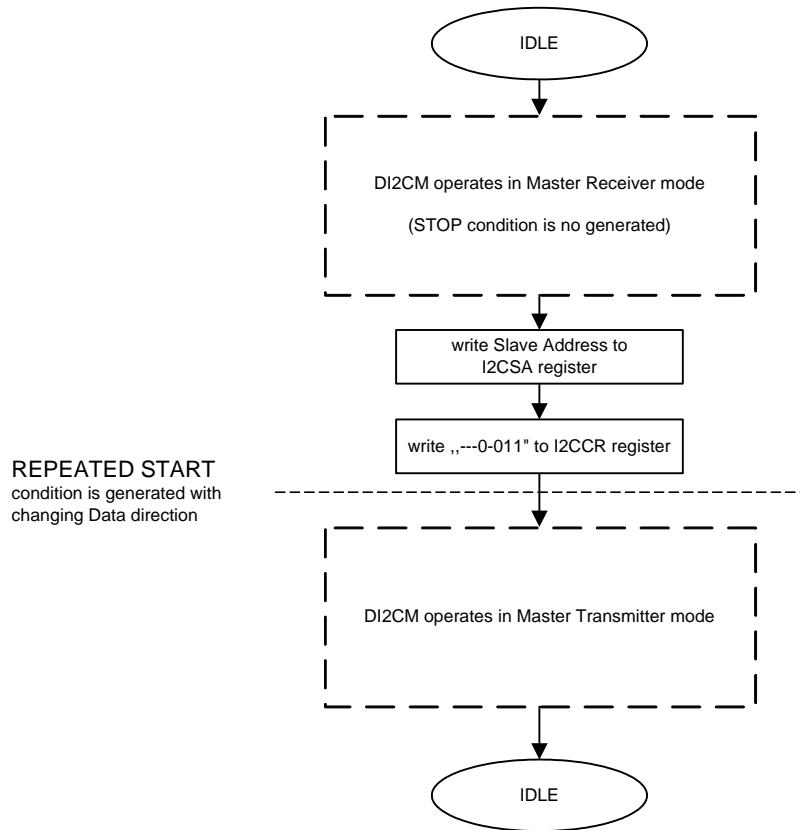 IDLE
DI2CM operates in Master Receiver mode
(STOP condition is no generated)
write Slave Address to
I2CSA register
write ,,---0-011" to I2CCR register
REPEATED START
condition is generated with
changing Data direction
DI2CM operates in Master Transmitter mode
IDLE